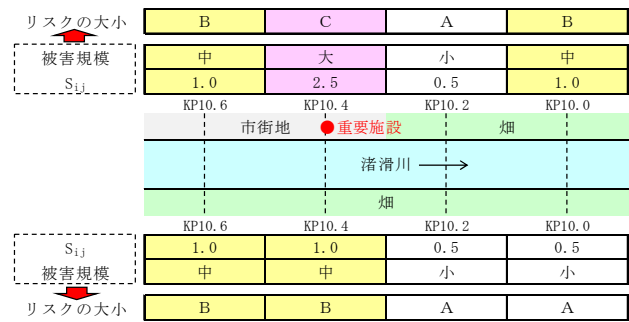 リスクの大小 B C A B
被害規模 中 大 小 中
Sij 1.0 2.5 0.5 1.0
KP10.6 KP10.4 KP10.2 KP10.0
市街地 重要施設 畑
渚滑川
畑
KP10.6 KP10.4 KP10.2 KP10.0
Sij 1.0 1.0 0.5 0.5
被害規模 中 中 小 小
リスクの大小 B B A A